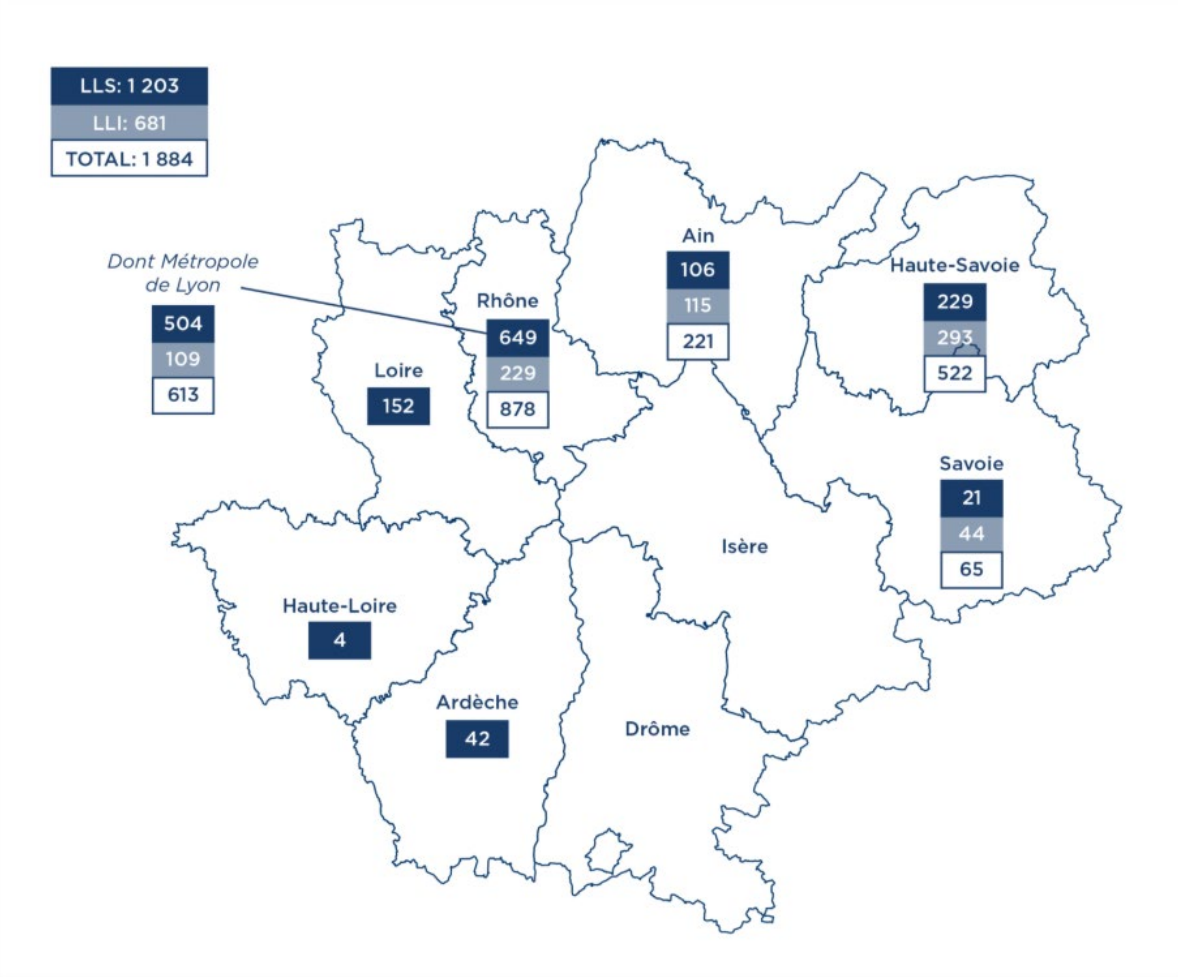 LLS: 1 203
LLI: 681
TOTAL: 1 884
Dont Métropole
de Lyon
504
109
613
Rhône
649
229
878
Ain
106
115
221
Haute-Savoie
229
293
522
Loire
152
Savoie
21
44
65
Isère
Haute-Loire
4
Ardèche
42
Drôme